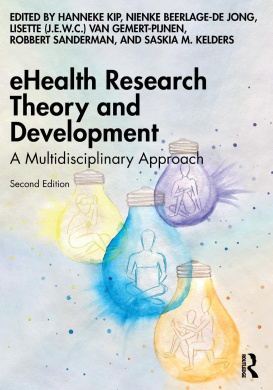 EDITED BY HANNEKE KIP, NIENKE BEERLAGE-DE JONG,
LISETTE (J.E.W.C.) VAN GEMERT-PIJNEN,
ROBBERT SANDERMAN, AND SASKIA M. KELDERS
eHealth Research
Theory and
Development
A Multidisciplinary Approach
Second Edition
ROUTLEDGE